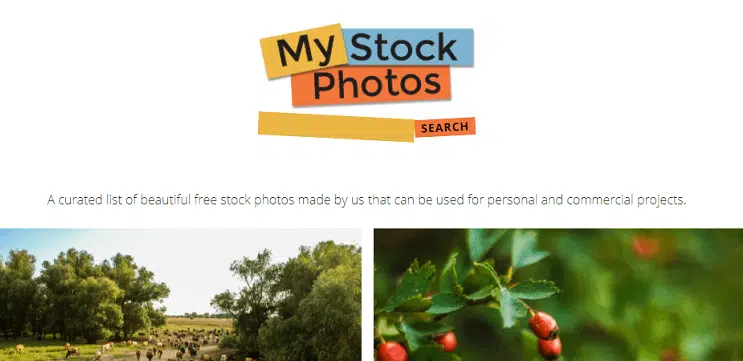 My Stock
Photos
SEARCH
A curated list of beautiful free stock photos made by us that can be used for personal and commercial projects.